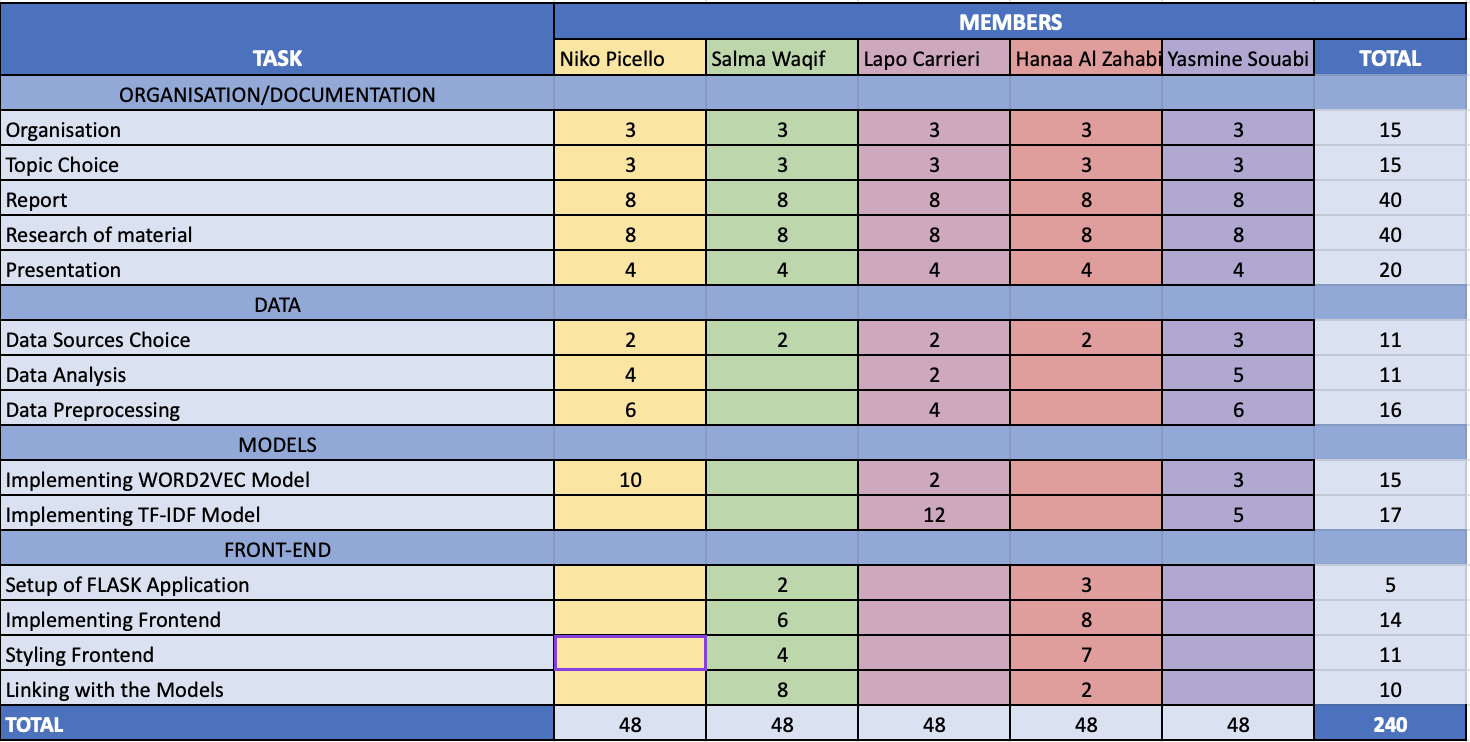 MEMBERS
TASK Niko Picello Salma Waqif Lapo Carrieri Hanaa Al Zahabi Yasmine Souabi TOTAL
ORGANISATION/DOCUMENTATION
Organisation 3 3 3 3 3 15
Topic Choice 3 3 3 3 3 15
Report 8 8 8 8 8 40
Research of material 8 8 8 8 8 40
Presentation 4 4 4 4 4 20
DATA
Data Sources Choice 2 2 2 2 3 11
Data Analysis 4 2 5 11
Data Preprocessing 6 4 6 16
MODELS
Implementing WORD2VEC Model 10 2 3 15
Implementing TF-IDF Model 12 5 17
FRONT-END
Setup of FLASK Application 2 3 5
Implementing Frontend 6 8 14
Styling Frontend 4 7 11
Linking with the Models 8 2 10
TOTAL 48 48 48 48 48 240